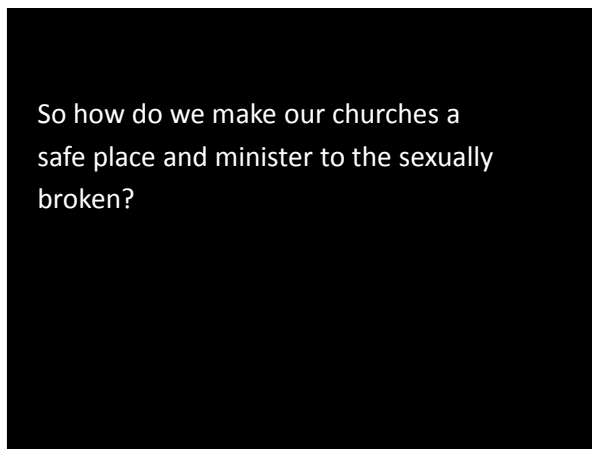 So how do we make our churches a
safe place and minister to the sexually
broken?